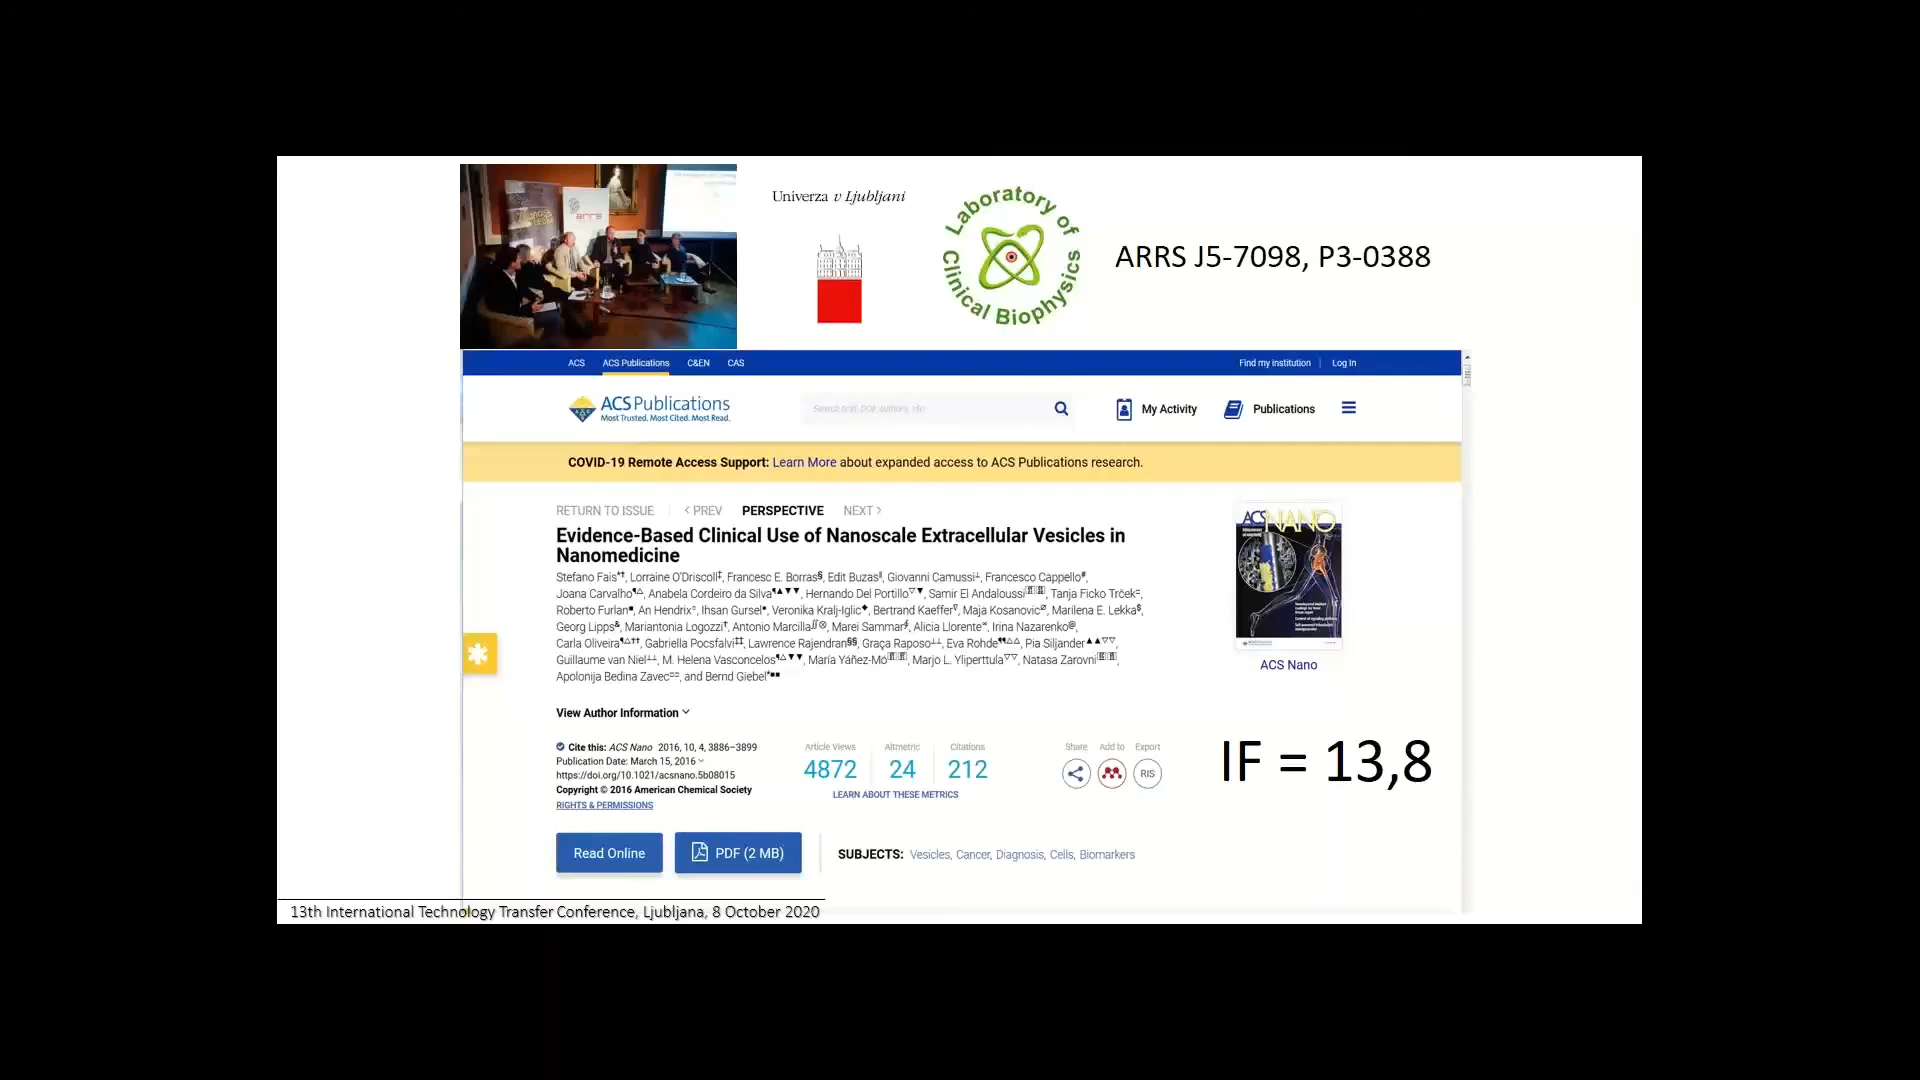 arrs
Univerza v Ljubljani
Laboratory of
Clinical Biophysics
ARRS J5-7098, P3-0388
ACS ACS Publications C&EN CAS Find my Institution Log In
ACS Publications
Most Trusted. Most Cited. Most Read.
My Activity Publications
COVID-19 Remote Access Support: Learn More about expanded access to ACS Publications research.
RETURN TO ISSUE < PREV PERSPECTIVE NEXT >
Evidence-Based Clinical Use of Nanoscale Extracellular Vesicles in
Nanomedicine
Stefano Fais*†, Lorraine O'Driscoll‡, Francesc E. Borras§, Edit Buzas∥, Giovanni Camussi⊥, Francesco Cappello#,
Joana Carvalho¶△, Anabela Cordeiro da Silva¶▲▼▼, Hernando Del Portillo▽▼, Samir El Andaloussi, Tanja Ficko Trček=,
Roberto Furlan■, An Hendrix○, Ihsan Gursel●, Veronika Kralj-Iglic◆, Bertrand Kaeffer, Maja Kosanovic, Marilena E. Lekka$,
Georg Lipps&, Mariantonia Logozzi†, Antonio Marcilla, Marei Sammar, Alicia Llorente∞, Irina Nazarenko@,
Carla Oliveira¶△††, Gabriella Pocsfalvi‡‡, Lawrence Rajendran§§, Graça Raposo⊥⊥, Eva Rohde¶¶△△, Pia Siljander▲▲▽▽,
Guillaume van Niel⊥⊥, M. Helena Vasconcelos¶△▼▼, María Yáñez-Mó, Marjo L. Yliperttula▽▽, Natasa Zarovni,
Apolonija Bedina Zavec==, and Bernd Giebel*■■
ACS NANO
ACS Nano
View Author Information
Cite this: ACS Nano 2016, 10, 4, 3886–3899
Publication Date: March 15, 2016
https://doi.org/10.1021/acsnano.5b08015
Copyright © 2016 American Chemical Society
RIGHTS & PERMISSIONS
Article Views Altmetric Citations
4872 24 212
LEARN ABOUT THESE METRICS
Share Add to Export
RIS
IF = 13,8
Read Online PDF (2 MB) SUBJECTS: Vesicles, Cancer, Diagnosis, Cells, Biomarkers
13th International Technology Transfer Conference, Ljubljana, 8 October 2020